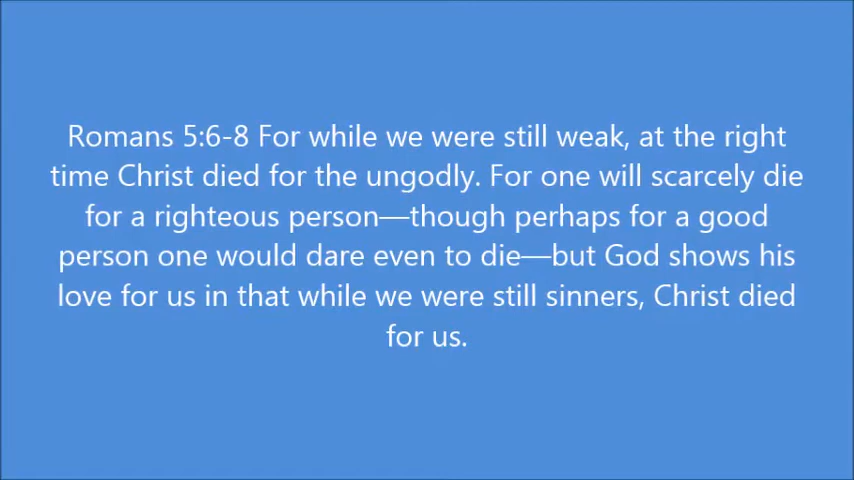 Romans 5:6-8 For while we were still weak, at the right
time Christ died for the ungodly. For one will scarcely die
for a righteous person—though perhaps for a good
person one would dare even to die—but God shows his
love for us in that while we were still sinners, Christ died
for us.